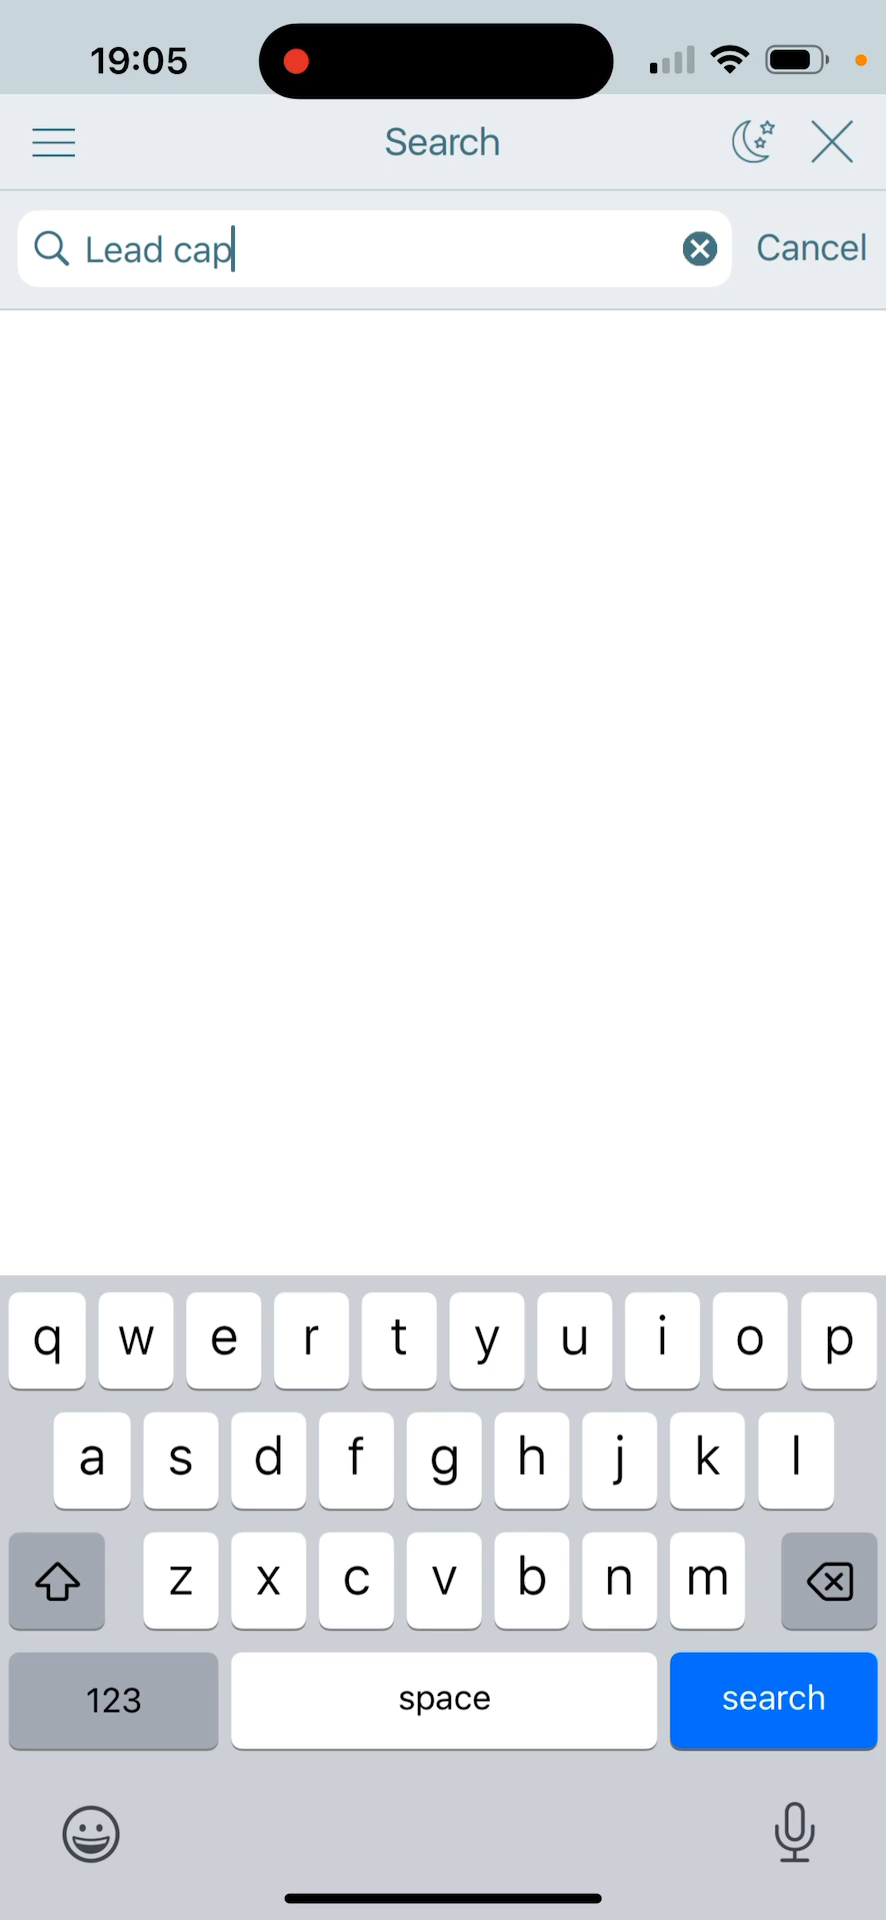 19:05
Search
Lead cap
Cancel
q w e r t y u i o p
a s d f g h j k l
z x c v b n m
123 space search